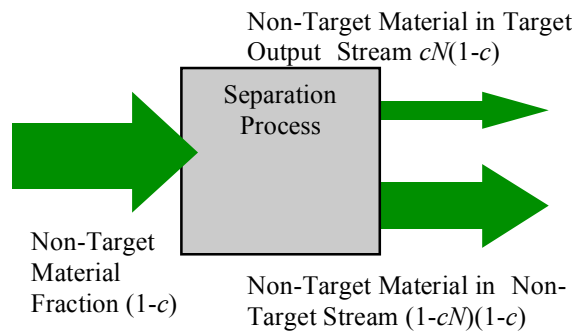 Non-Target Material in Target
Output Stream cN(1-c)
Separation
Process
Non-Target
Material
Fraction (1-c)
Non-Target Material in Non-
Target Stream (1-cN)(1-c)